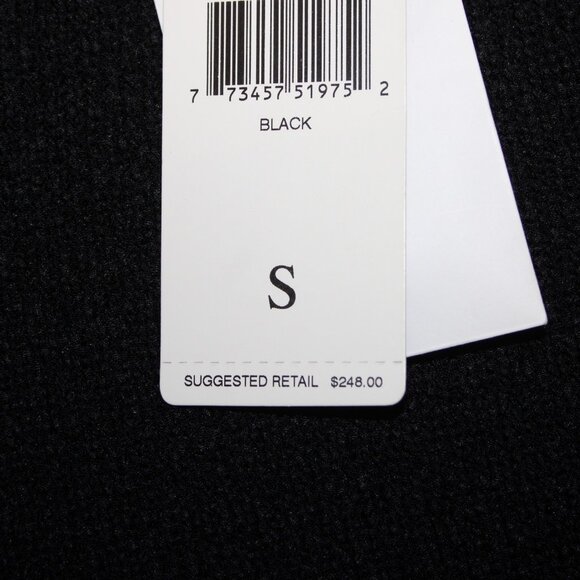 7 73457 51975 2
BLACK
S
SUGGESTED RETAIL $248.00